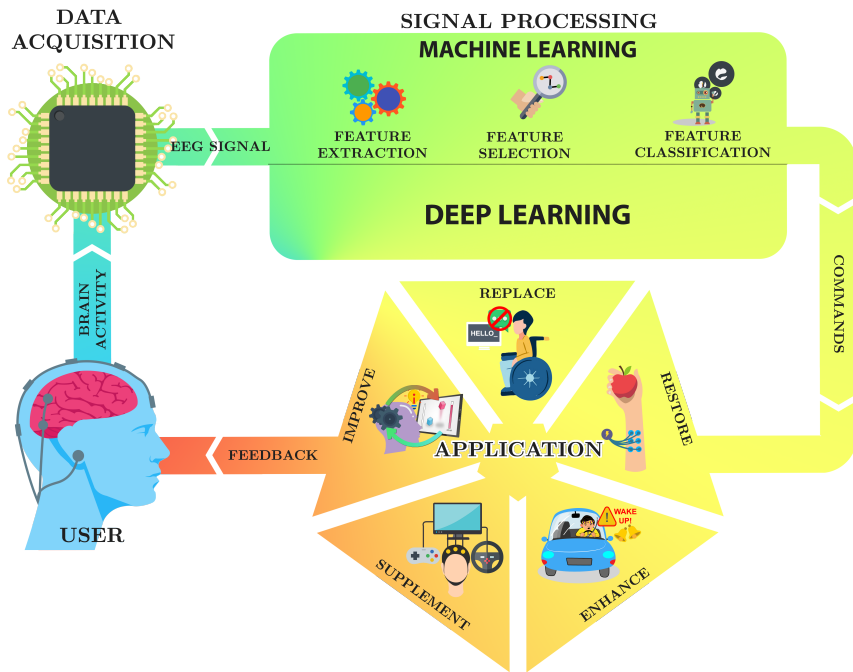 DATA
ACQUISITION
SIGNAL PROCESSING
MACHINE LEARNING
FEATURE
EXTRACTION
FEATURE
SELECTION
FEATURE
CLASSIFICATION
EEG SIGNAL
DEEP LEARNING
BRAIN
ACTIVITY
COMMANDS
REPLACE
HELLO_
IMPROVE
RESTORE
F
APPLICATION
FEEDBACK
USER
SUPPLEMENT
WAKE
UP!
ENHANCE